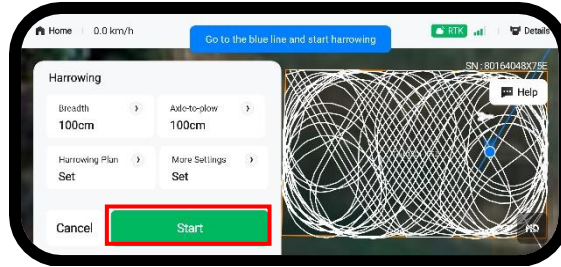 Home
0.0 km/h
Go to the blue line and start harrowing
RTK
Details
SN : 80164048X75E
Help
Harrowing
Breadth
100cm
Axle-to-plow
100cm
Harrowing Plan
Set
More Settings
Set
Cancel
Start